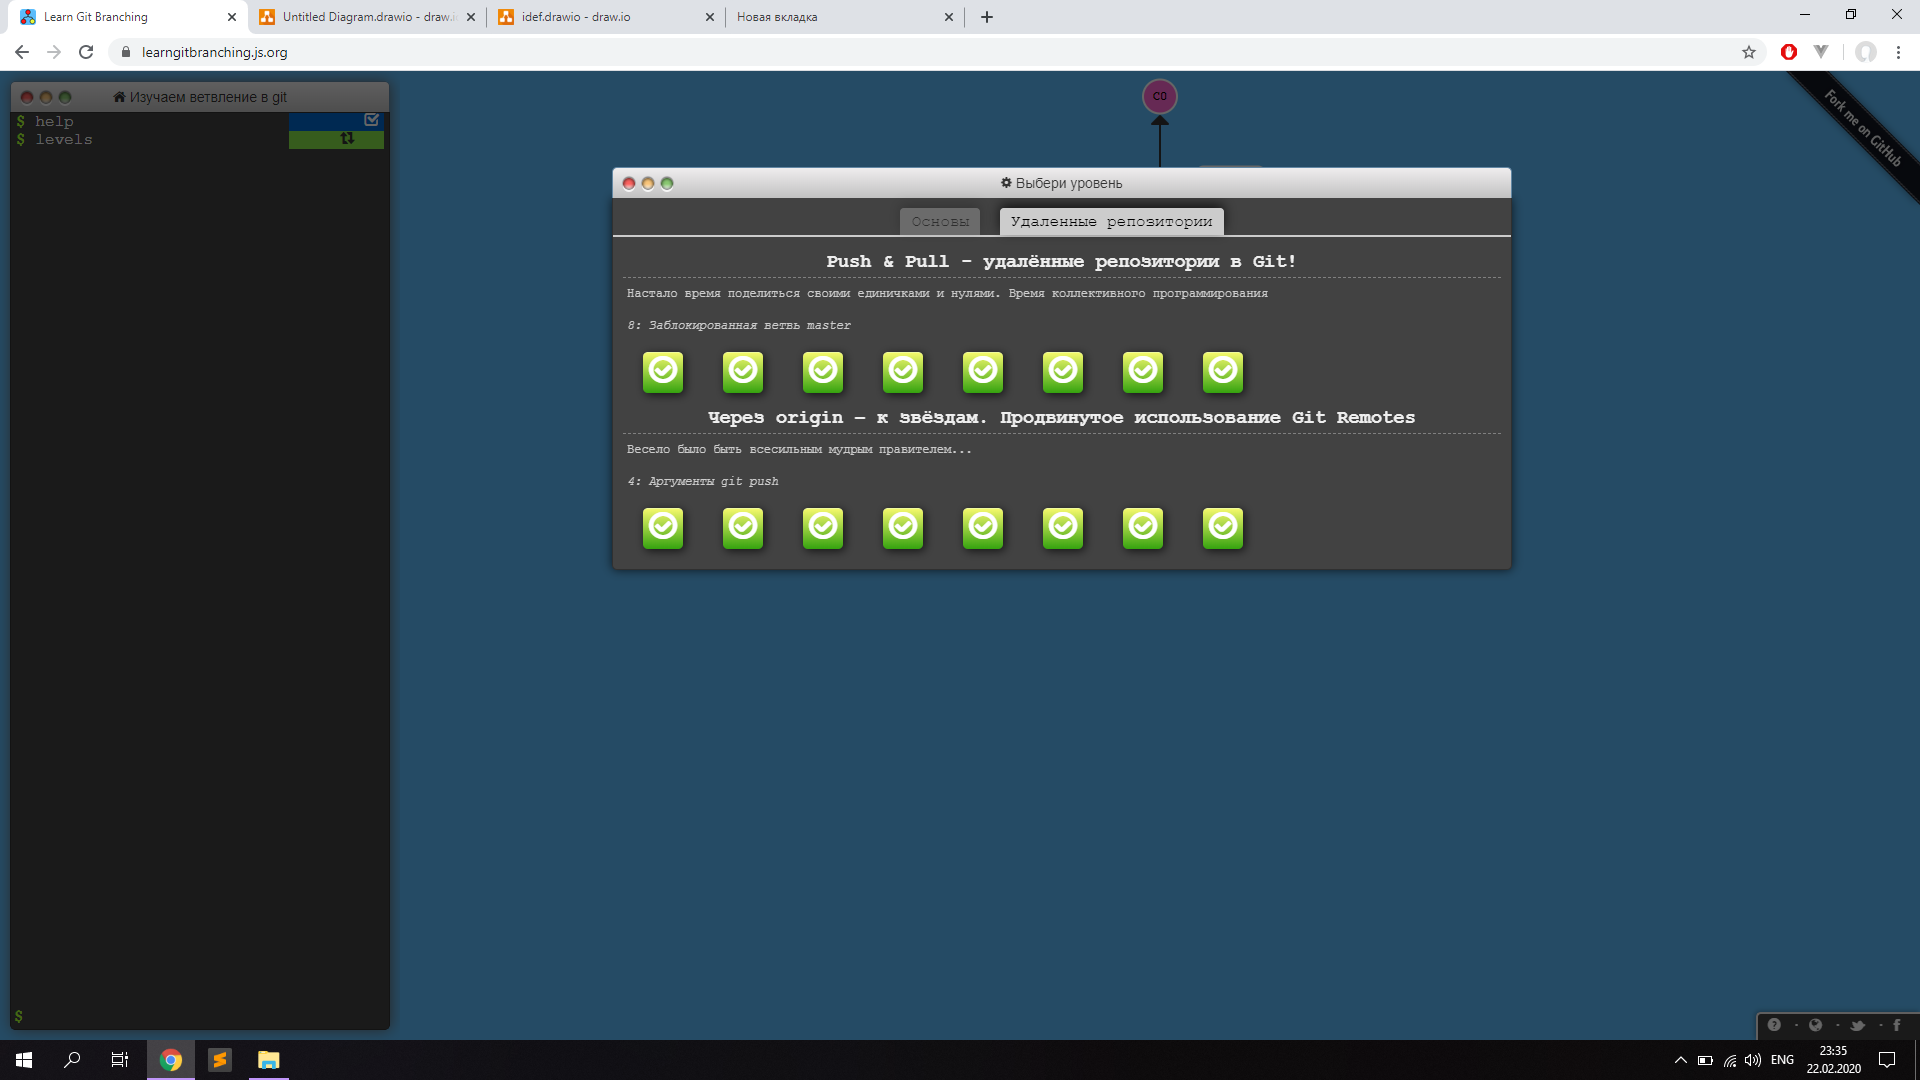 Learn Git Branching
Untitled Diagram.drawio - draw.i
idef.drawio - draw.io
Новая вкладка
learngitbranching.js.org
Изучаем ветвление в git
$ help
$ levels
C0
Fork me on GitHub
Выбери уровень
Основы
Удаленные репозитории
Push & Pull - удалённые репозитории в Git!
Настало время поделиться своими единичками и нулями. Время коллективного программирования
8: Заблокированная ветвь master
Через origin – к звёздам. Продвинутое использование Git Remotes
Весело было быть всесильным мудрым правителем...
4: Аргументы git push
$
ENG
23:35
22.02.2020